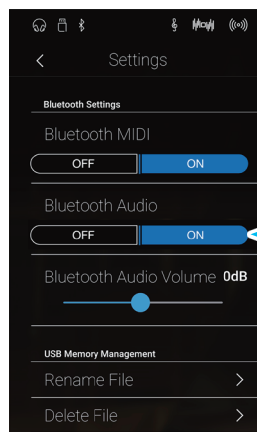 Settings
Bluetooth Settings
Bluetooth MIDI
OFF ON
Bluetooth Audio
OFF ON
Bluetooth Audio Volume 0dB
USB Memory Management
Rename File
Delete File